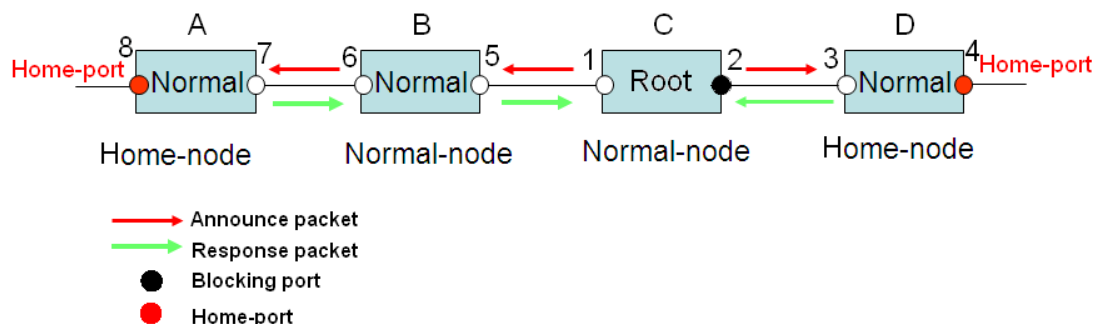 A B C D
8 7 6 5 1 2 3 4
Home-port Normal Normal Root Normal Home-port
Home-node Normal-node Normal-node Home-node
Announce packet
Response packet
Blocking port
Home-port